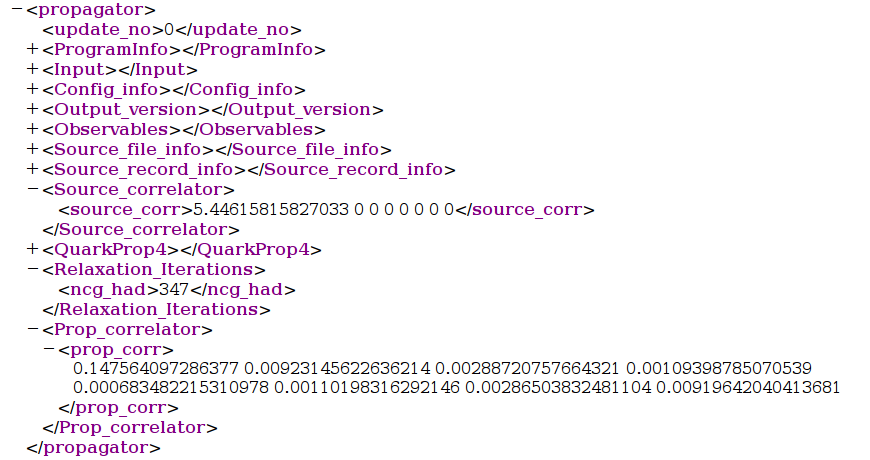 −<propagator>
<update_no>0</update_no>
+<ProgramInfo></ProgramInfo>
+<Input></Input>
+<Config_info></Config_info>
+<Output_version></Output_version>
+<Observables></Observables>
+<Source_file_info></Source_file_info>
+<Source_record_info></Source_record_info>
−<Source_correlator>
<source_corr>5.44615815827033 0 0 0 0 0 0 0</source_corr>
</Source_correlator>
+<QuarkProp4></QuarkProp4>
−<Relaxation_Iterations>
<ncg_had>347</ncg_had>
</Relaxation_Iterations>
−<Prop_correlator>
−<prop_corr>
0.147564097286377 0.00923145622636214 0.00288720757664321 0.00109398785070539
0.000683482215310978 0.00110198316292146 0.00286503832481104 0.00919642040413681
</prop_corr>
</Prop_correlator>
</propagator>